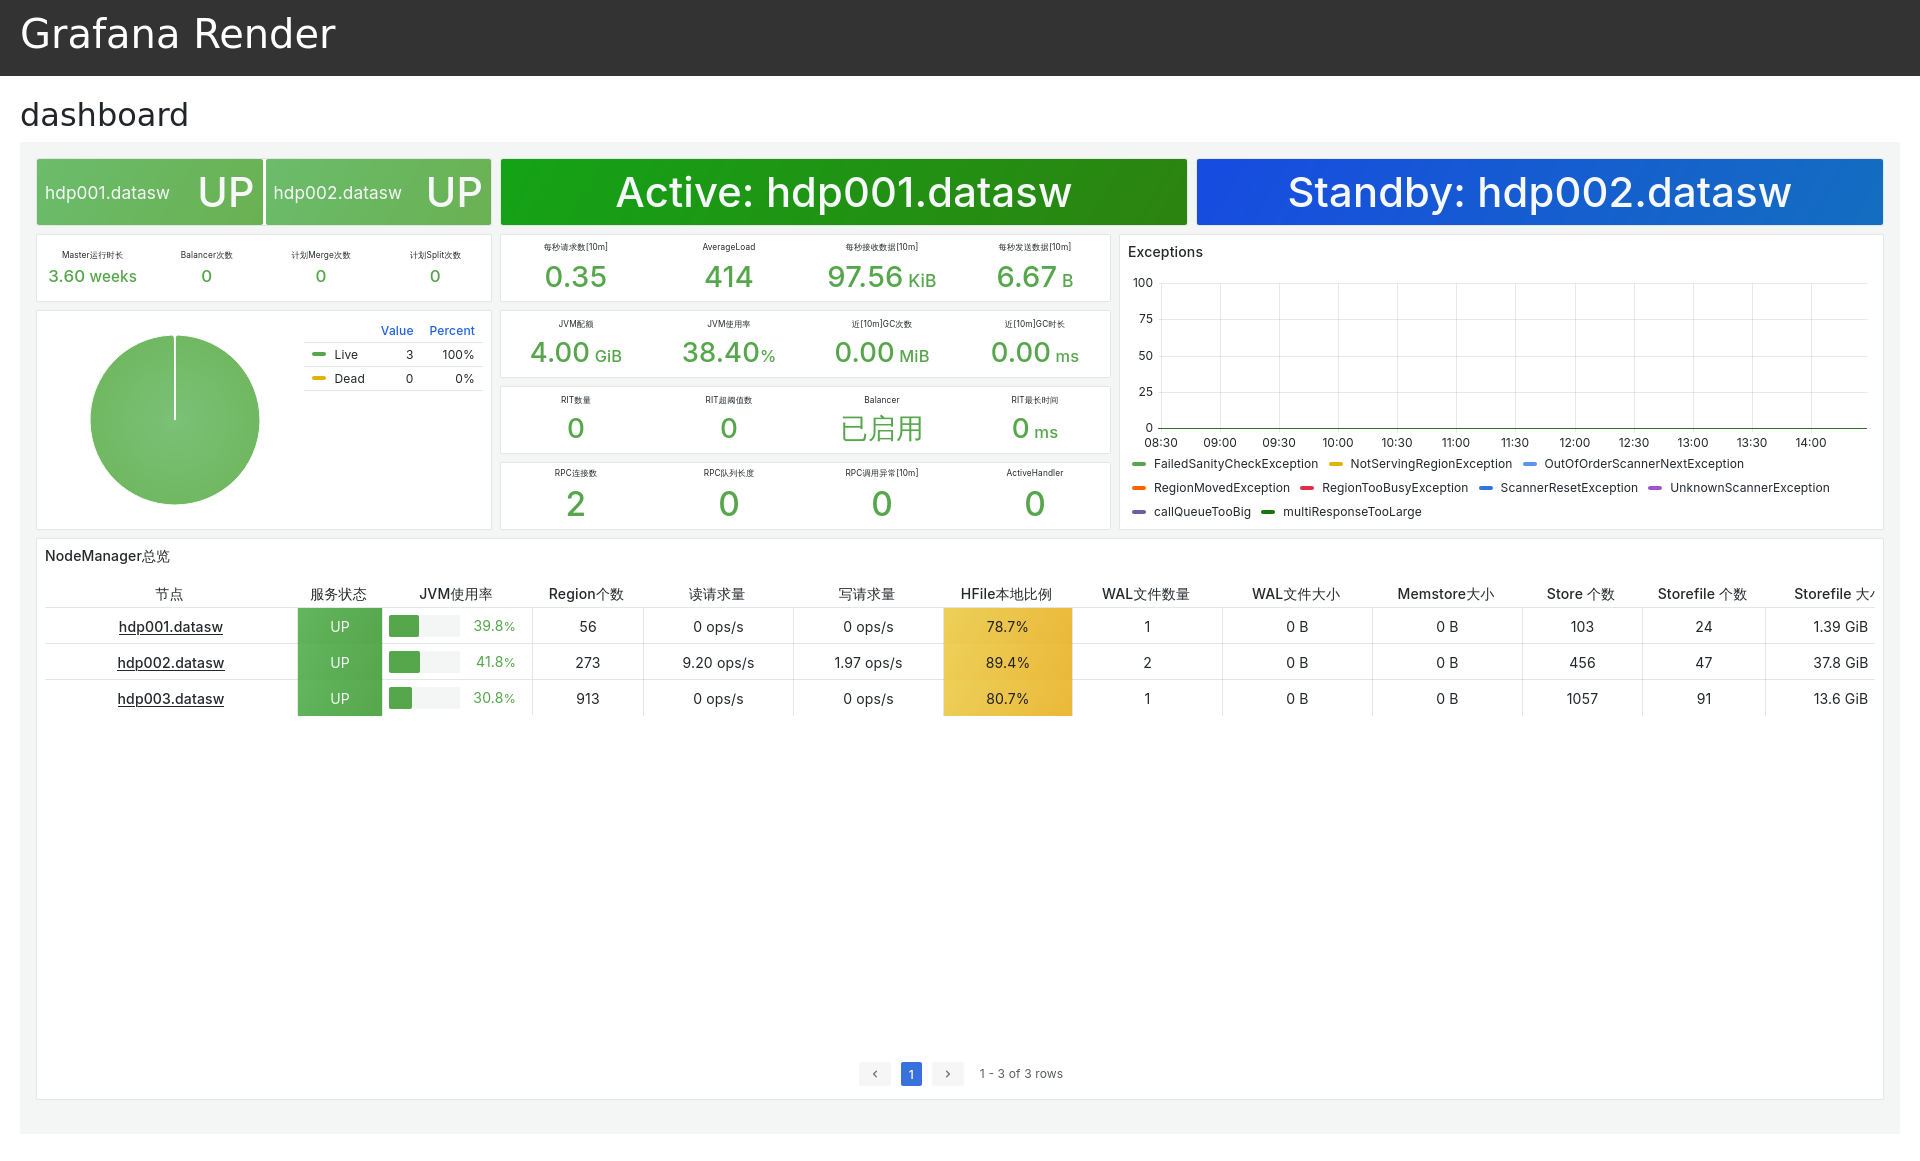 Grafana Render
dashboard
hdp001.datasw UP hdp002.datasw UP Active: hdp001.datasw Standby: hdp002.datasw
Master运行时长 Balancer次数 计划Merge次数 计划Split次数
3.60 weeks 0 0 0
Value Percent
Live 3 100%
Dead 0 0%
每秒请求数[10m] AverageLoad 每秒接收数据[10m] 每秒发送数据[10m]
0.35 414 97.56 KiB 6.67 B
JVM配额 JVM使用率 近[10m]GC次数 近[10m]GC时长
4.00 GiB 38.40% 0.00 MiB 0.00 ms
RIT数量 RIT超阈值数 Balancer RIT最长时间
0 0 已启用 0 ms
RPC连接数 RPC队列长度 RPC调用异常[10m] ActiveHandler
2 0 0 0
Exceptions
100
75
50
25
0
08:30 09:00 09:30 10:00 10:30 11:00 11:30 12:00 12:30 13:00 13:30 14:00
FailedSanityCheckException NotServingRegionException OutOfOrderScannerNextException
RegionMovedException RegionTooBusyException ScannerResetException UnknownScannerException
callQueueTooBig multiResponseTooLarge
NodeManager总览
节点 服务状态 JVM使用率 Region个数 读请求量 写请求量 HFile本地比例 WAL文件数量 WAL文件大小 Memstore大小 Store 个数 Storefile 个数 Storefile 大
hdp001.datasw UP 39.8% 56 0 ops/s 0 ops/s 78.7% 1 0 B 0 B 103 24 1.39 GiB
hdp002.datasw UP 41.8% 273 9.20 ops/s 1.97 ops/s 89.4% 2 0 B 0 B 456 47 37.8 GiB
hdp003.datasw UP 30.8% 913 0 ops/s 0 ops/s 80.7% 1 0 B 0 B 1057 91 13.6 GiB
1 1 - 3 of 3 rows